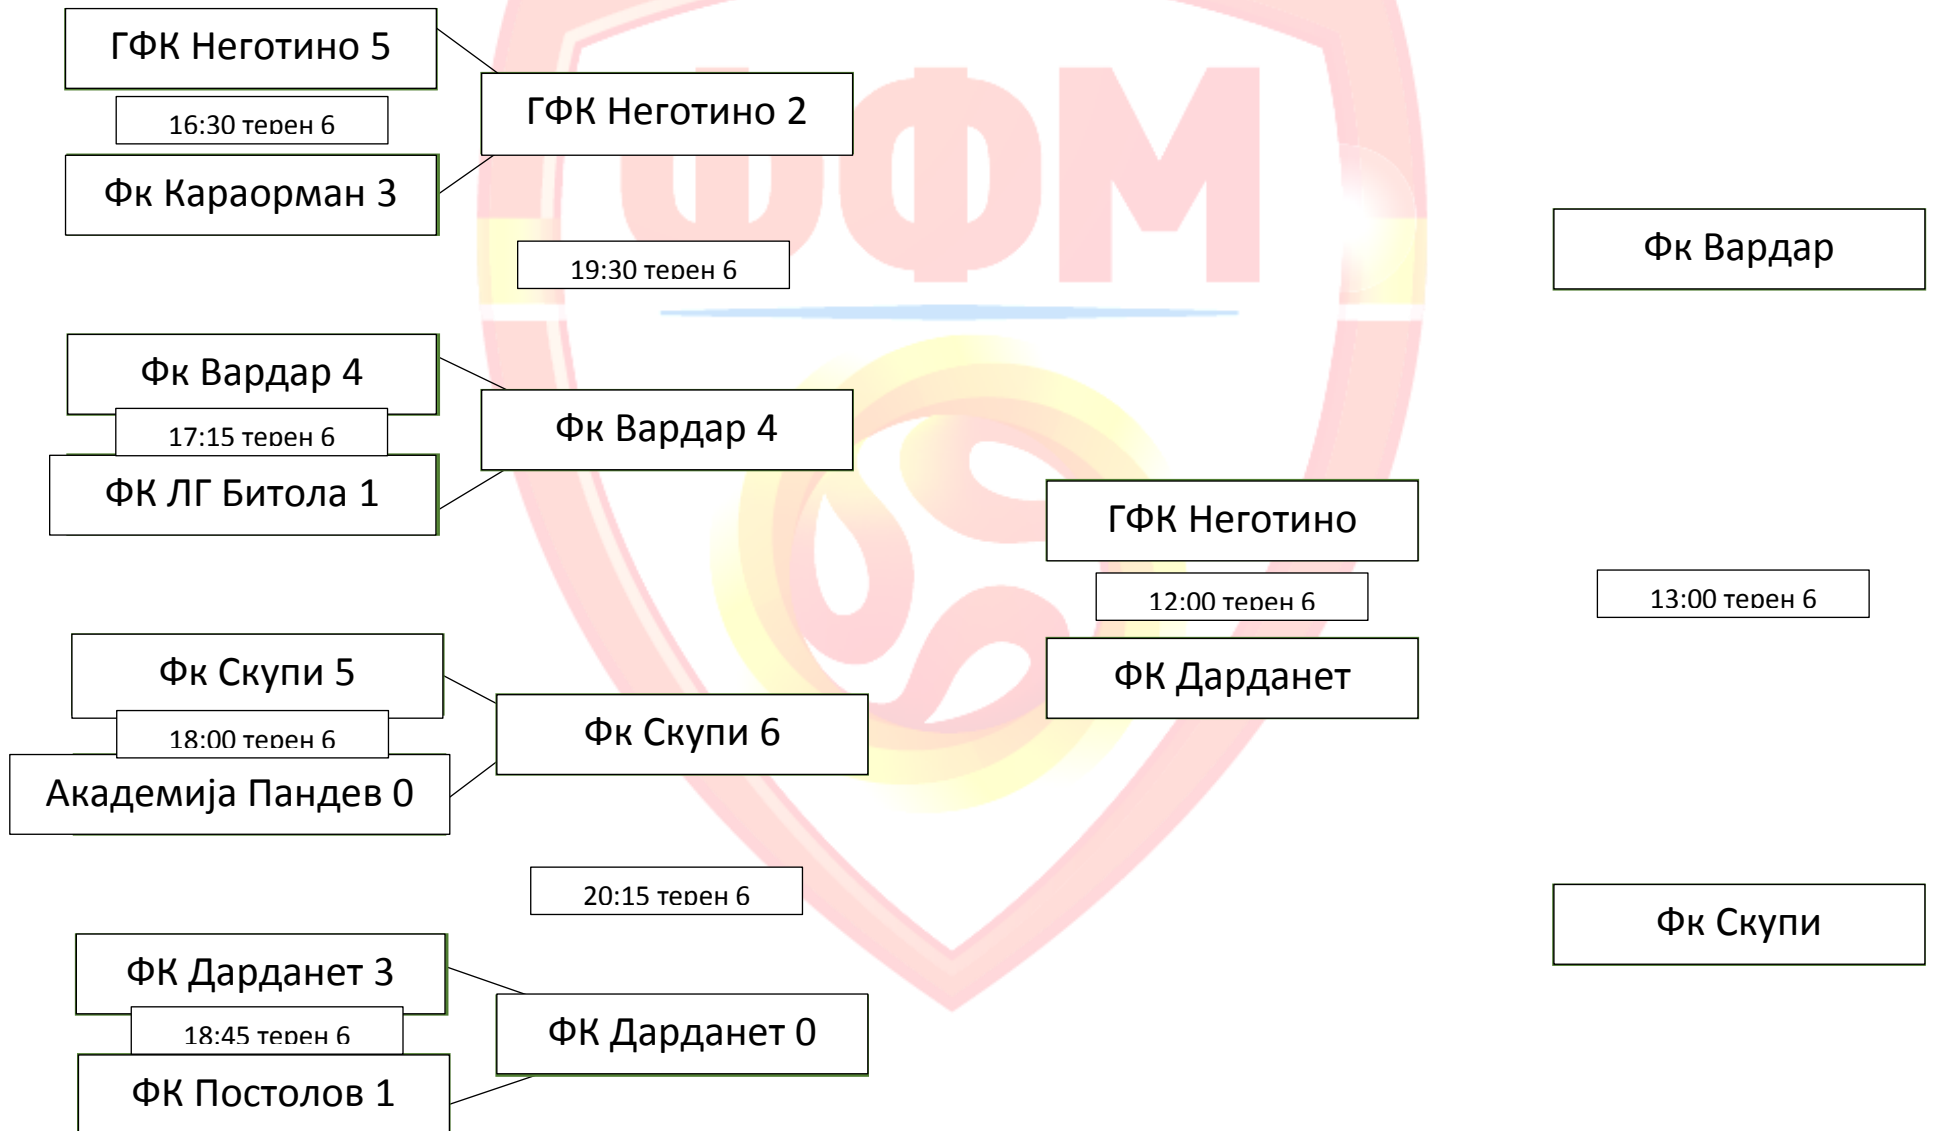 ГФК Неготино 5
16:30 терен 6
Фк Караорман 3
ГФК Неготино 2
19:30 терен 6
Фк Вардар 4
17:15 терен 6
ФК ЛГ Битола 1
Фк Вардар 4
Фк Скупи 5
18:00 терен 6
Академија Пандев 0
Фк Скупи 6
20:15 терен 6
ФК Дарданет 3
18:45 терен 6
ФК Постолов 1
ФК Дарданет 0
ГФК Неготино
12:00 терен 6
ФК Дарданет
Фк Вардар
13:00 терен 6
Фк Скупи
ФФМ